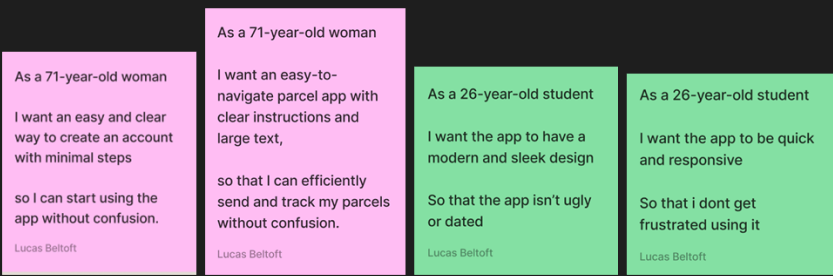 As a 71-year-old woman
I want an easy and clear
way to create an account
with minimal steps
so I can start using the
app without confusion.
Lucas Beltoft
As a 71-year-old woman
I want an easy-to-
navigate parcel app with
clear instructions and
large text,
so that I can efficiently
send and track my parcels
without confusion.
Lucas Beltoft
As a 26-year-old student
I want the app to have a
modern and sleek design
So that the app isn’t ugly
or dated
Lucas Beltoft
As a 26-year-old student
I want the app to be quick
and responsive
So that i dont get
frustrated using it
Lucas Beltoft